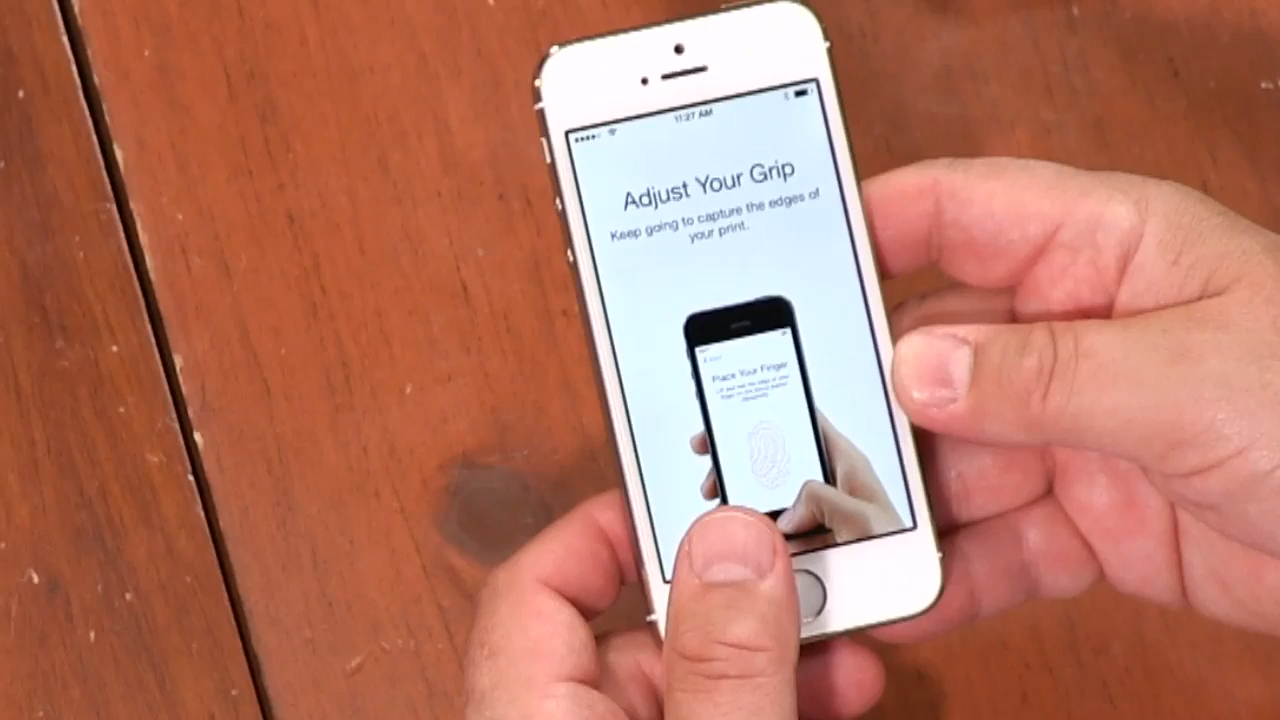 11:27 AM
Adjust Your Grip
Keep going to capture the edges of
your print.
Place Your Finger